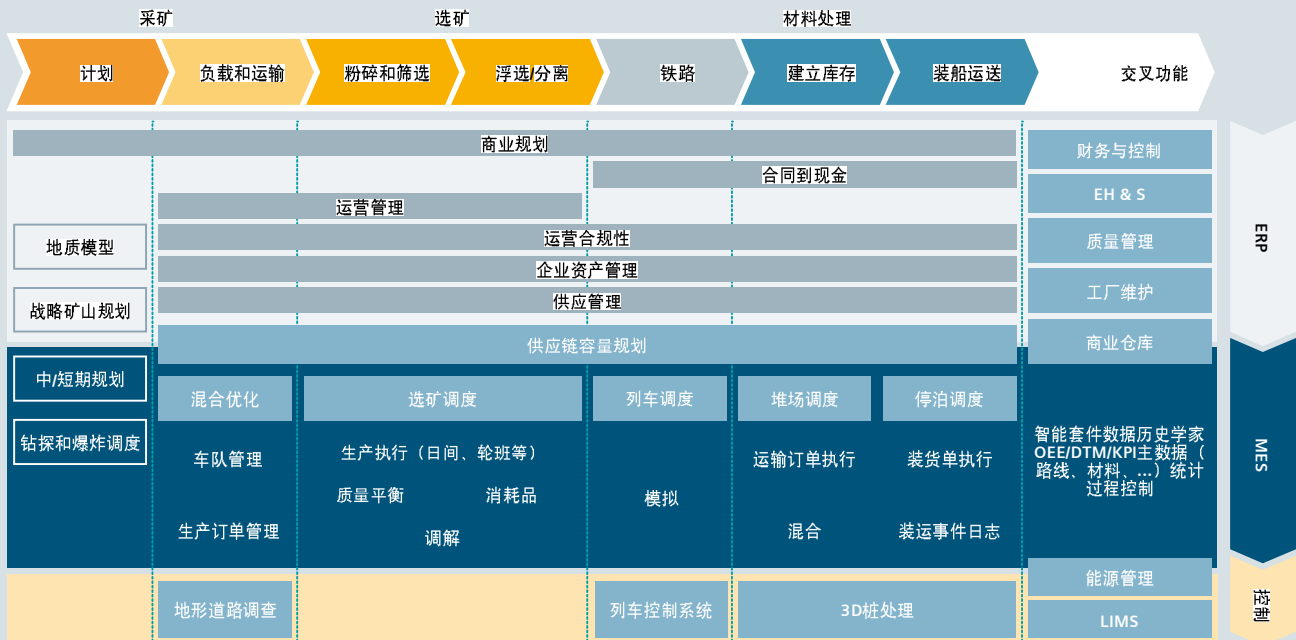 采矿
选矿
材料处理
计划
负载和运输
粉碎和筛选
浮选/分离
铁路
建立库存
装船运送
交叉功能
商业规划
合同到现金
运营管理
运营合规性
企业资产管理
供应管理
供应链容量规划
地质模型
战略矿山规划
中/短期规划
钻探和爆炸调度
财务与控制
EH & S
质量管理
工厂维护
商业仓库
ERP
混合优化
选矿调度
列车调度
堆场调度
停泊调度
车队管理
生产执行（日间、轮班等）
运输订单执行
装货单执行
质量平衡
消耗品
模拟
生产订单管理
调解
混合
装运事件日志
智能套件数据历史学家
OEE/DTM/KPI主数据（
路线、材料、...）统计
过程控制
MES
地形道路调查
列车控制系统
3D桩处理
能源管理
LIMS
控制